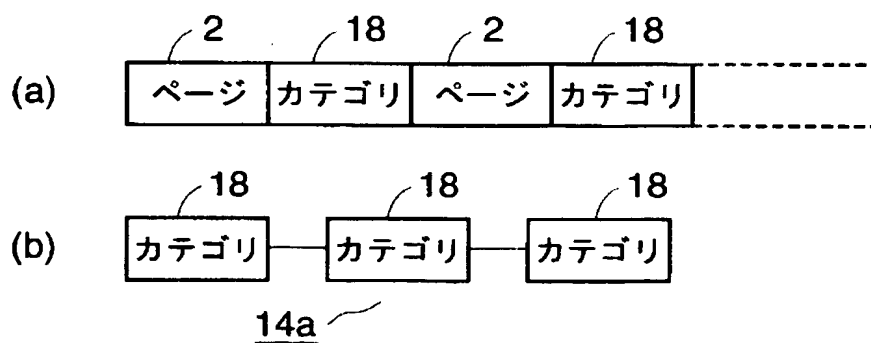 2 18 2 18
(a) ページ カテゴリ ページ カテゴリ
18 18 18
(b) カテゴリ カテゴリ カテゴリ
14a